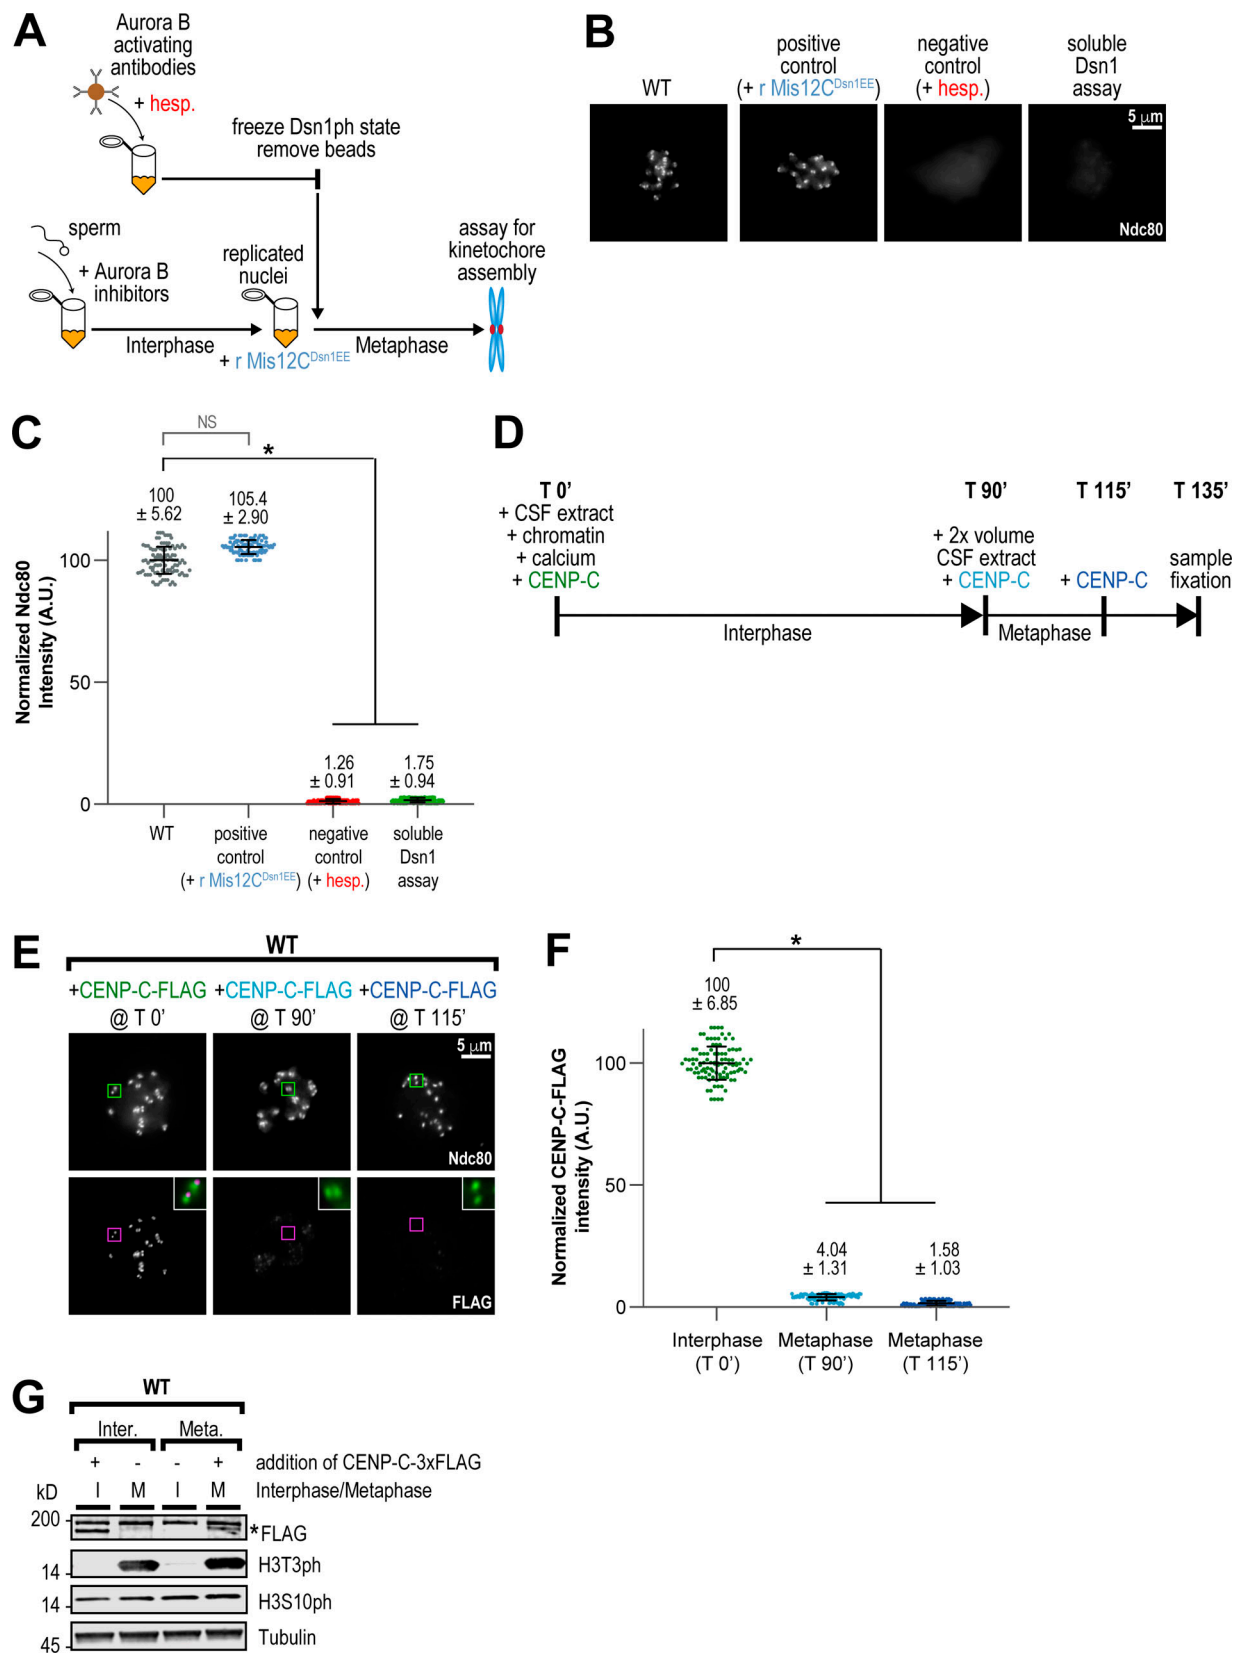 A
Aurora B
activating
antibodies
+ hesp.
freeze Dsn1ph state
remove beads
sperm
+ Aurora B
inhibitors
replicated
nuclei
assay for
kinetochore
assembly
Interphase
+ r Mis12C^Dsn1EE
Metaphase
B
WT
positive
control
(+ r Mis12C^Dsn1EE)
negative
control
(+ hesp.)
soluble
Dsn1
assay
5 μm
Ndc80
C
NS
*
100
± 5.62
105.4
± 2.90
1.26
± 0.91
1.75
± 0.94
Normalized Ndc80
Intensity (A.U.)
100
50
0
WT
positive
control
(+ r Mis12C^Dsn1EE)
negative
control
(+ hesp.)
soluble
Dsn1
assay
D
T 0'
+ CSF extract
+ chromatin
+ calcium
+ CENP-C
T 90'
+ 2x volume
CSF extract
+ CENP-C
T 115'
+ CENP-C
T 135'
sample
fixation
Interphase
Metaphase
E
WT
+CENP-C-FLAG
@ T 0'
+CENP-C-FLAG
@ T 90'
+CENP-C-FLAG
@ T 115'
5 μm
Ndc80
FLAG
F
*
100
± 6.85
4.04
± 1.31
1.58
± 1.03
Normalized CENP-C-FLAG
intensity (A.U.)
100
50
0
Interphase
(T 0')
Metaphase
(T 90')
Metaphase
(T 115')
G
WT
Inter. Meta.
+ - - + addition of CENP-C-3xFLAG
kD I M I M Interphase/Metaphase
200 *FLAG
14 H3T3ph
14 H3S10ph
45 Tubulin